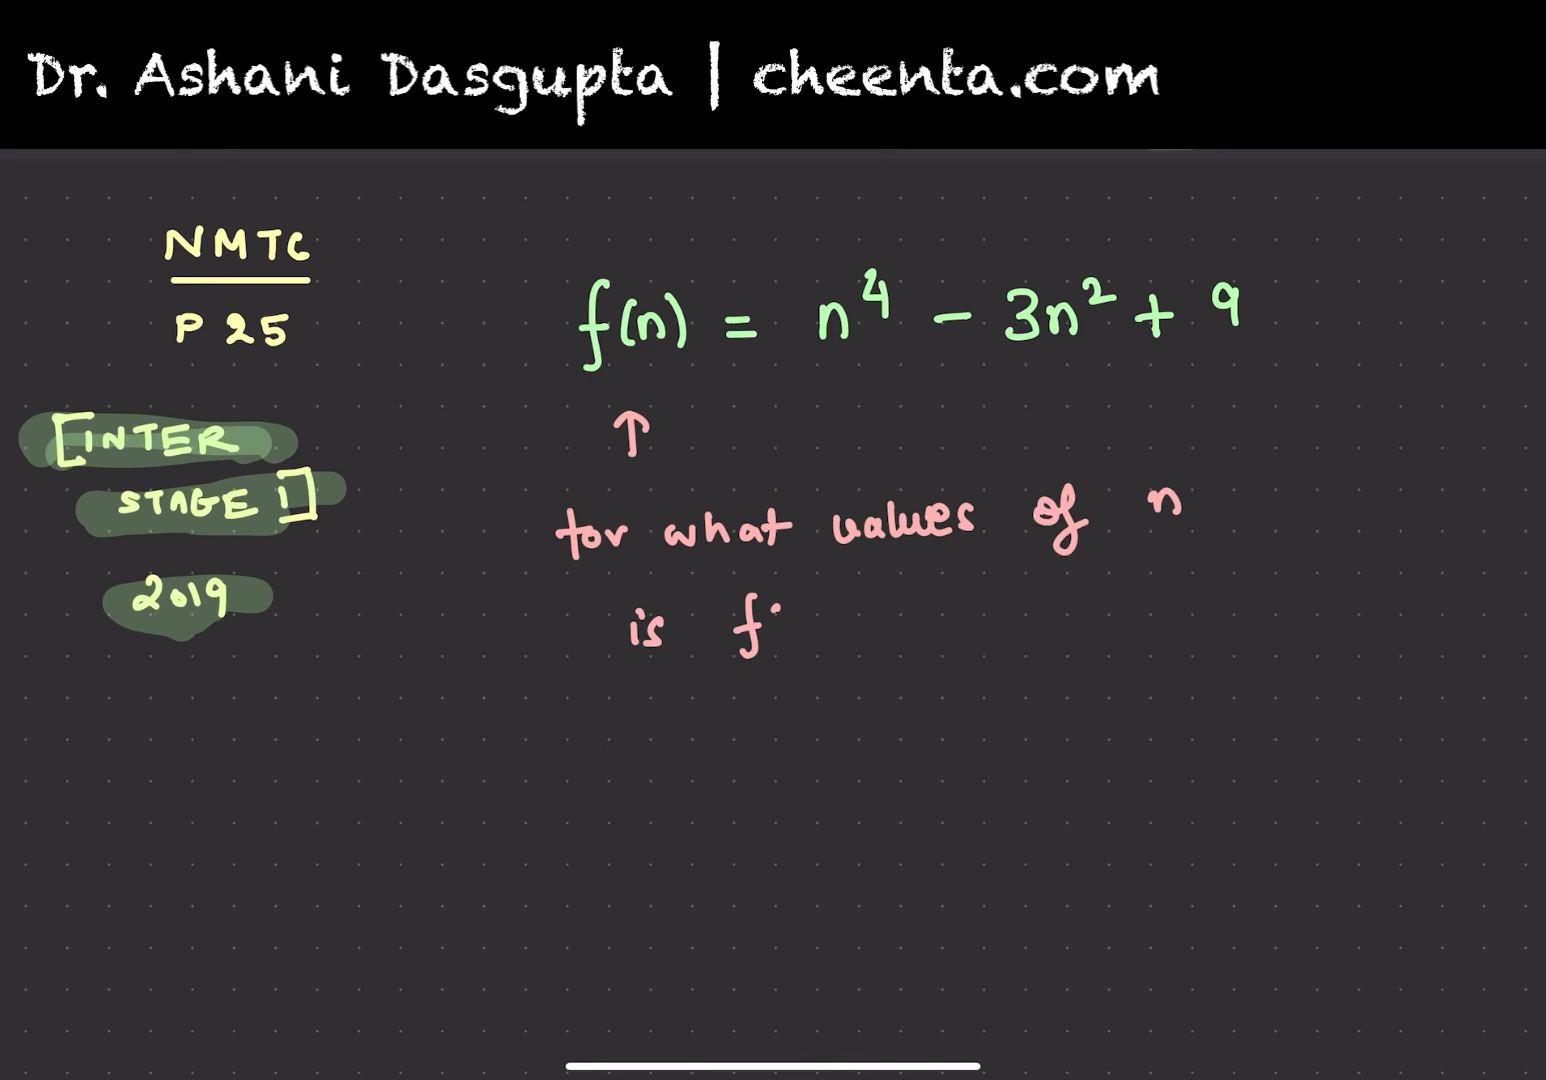 Dr. Ashani Dasgupta | cheenta.com
NMTC
P 25
[INTER
STAGE I]
2019
f(n) = n⁴ - 3n² + 9
↑
for what values of n
is f